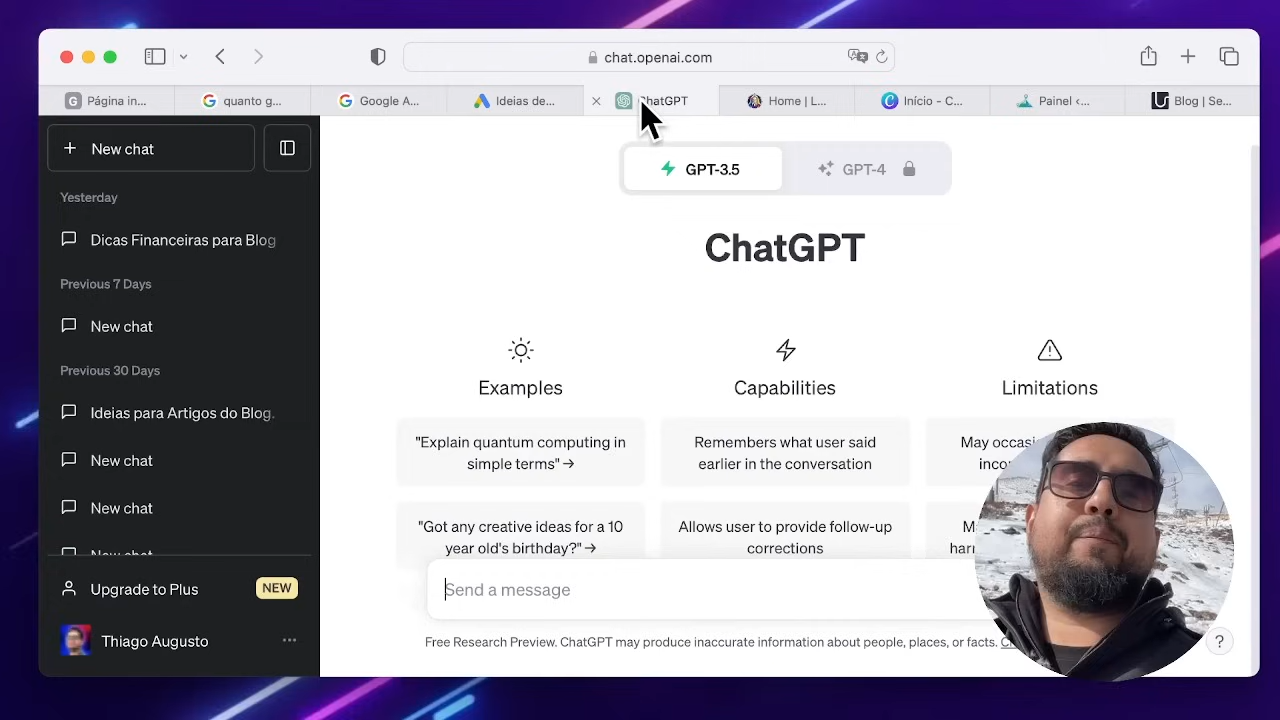 chat.openai.com
Página in...
quanto g...
Google A...
Ideias de...
ChatGPT
Home | L...
Início - C...
Painel ‹...
Blog | Se...
New chat
Yesterday
Dicas Financeiras para Blog
Previous 7 Days
New chat
Previous 30 Days
Ideias para Artigos do Blog.
New chat
New chat
New chat
Upgrade to Plus
NEW
Thiago Augusto
GPT-3.5
GPT-4
ChatGPT
Examples
"Explain quantum computing in
simple terms" →
"Got any creative ideas for a 10
year old's birthday?" →
Capabilities
Remembers what user said
earlier in the conversation
Allows user to provide follow-up
corrections
Limitations
May
Send a message
Free Research Preview. ChatGPT may produce inaccurate information about people, places, or facts.
?